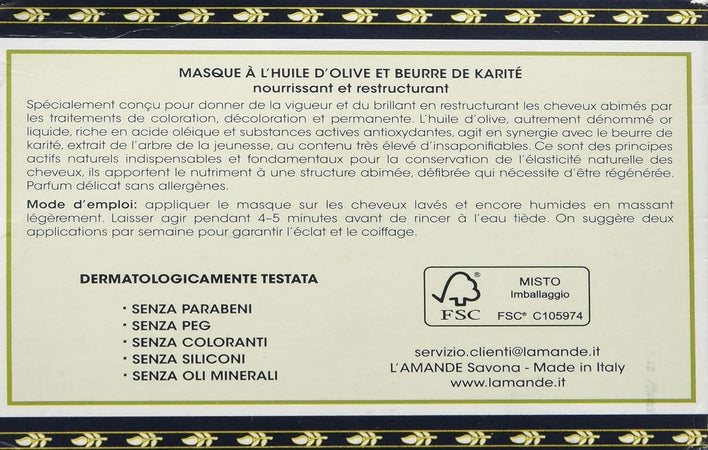 MASQUE À L'HUILE D'OLIVE ET BEURRE DE KARITÉ
nourrissant et restructurant
Spécialement conçu pour donner de la vigueur et du brillant en restructurant les cheveux abimés par
les traitements de coloration, décoloration et permanente. L'huile d'olive, autrement dénommé or
liquide, riche en acide oléique et substances actives antioxydantes, agit en synergie avec le beurre de
karité, extrait de l'arbre de la jeunesse, au contenu très élevé d'insaponifiables. Ce sont des principes
actifs naturels indispensables et fondamentaux pour la conservation de l'élasticité naturelle des
cheveux, ils apportent le nutriment à une structure abimée, défibrée qui nécessite d'être régénérée.
Parfum délicat sans allergènes.
Mode d'emploi: appliquer le masque sur les cheveux lavés et encore humides en massant
légèrement. Laisser agir pendant 4-5 minutes avant de rincer à l'eau tiède. On suggère deux
applications par semaine pour garantir l'éclat et le coiffage.
DERMATOLOGICAMENTE TESTATA
• SENZA PARABENI
• SENZA PEG
• SENZA COLORANTI
• SENZA SILICONI
• SENZA OLI MINERALI
®
FSC
MISTO
Imballaggio
FSC® C105974
servizio.clienti@lamande.it
L'AMANDE Savona - Made in Italy
www.lamande.it